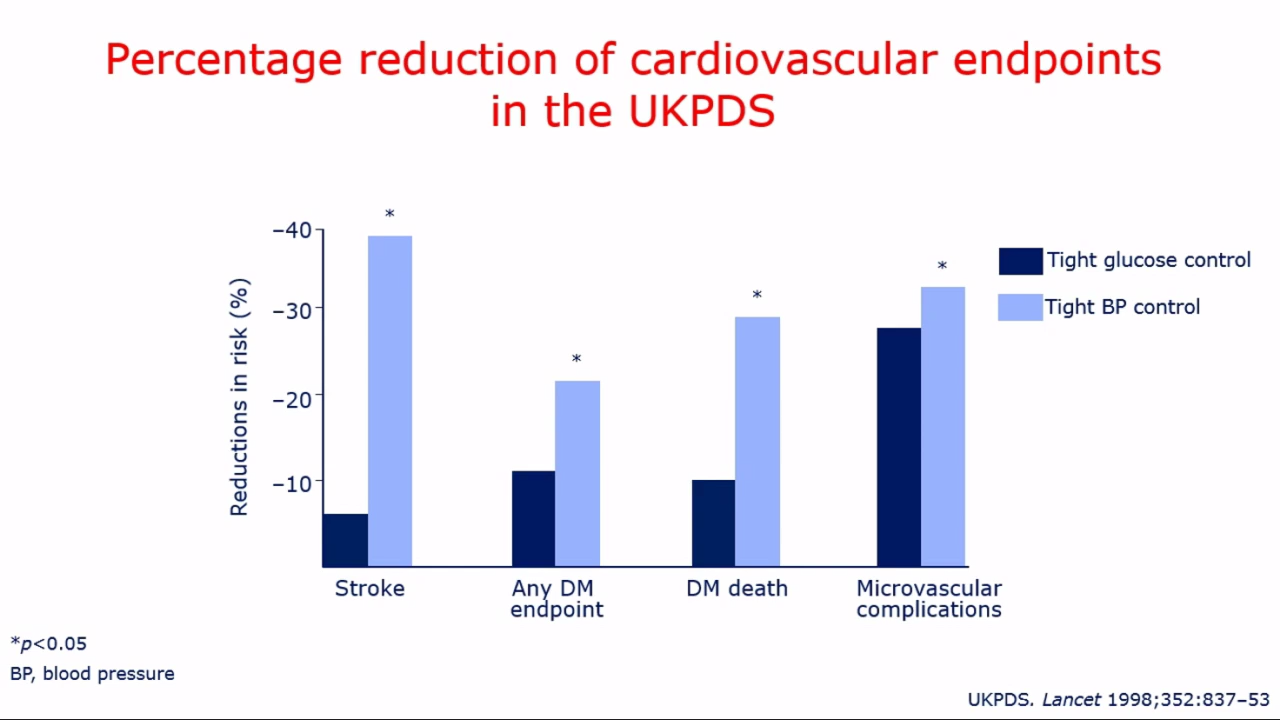 Percentage reduction of cardiovascular endpoints
in the UKPDS
*
–40
*
Tight glucose control
*
Tight BP control
–30
*
–20
–10
Reductions in risk (%)
Stroke
Any DM
endpoint
DM death
Microvascular
complications
*p<0.05
BP, blood pressure
UKPDS. Lancet 1998;352:837–53